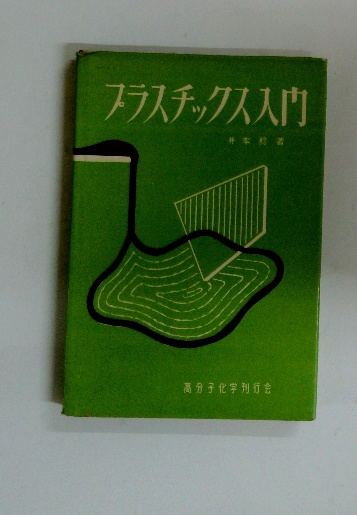 プラスチックス入門
井本稔著
高分子化学刊行会